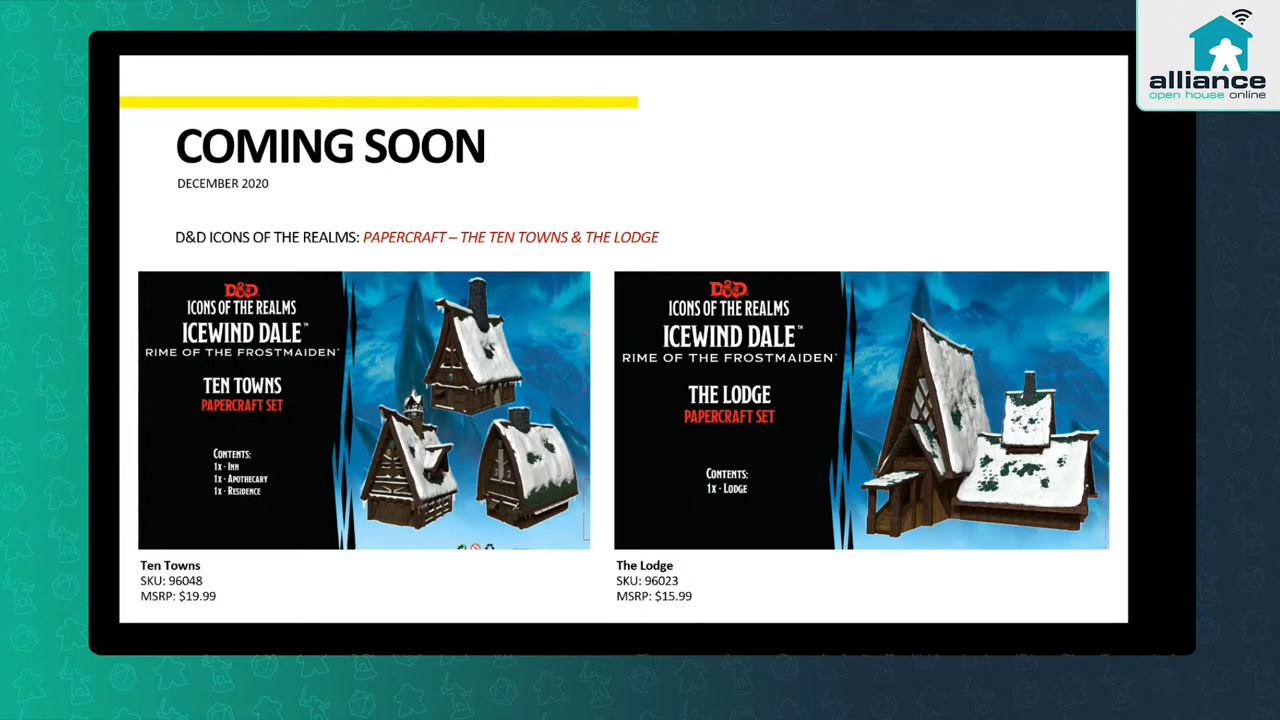 alliance
open house online
COMING SOON
DECEMBER 2020
D&D ICONS OF THE REALMS: PAPERCRAFT – THE TEN TOWNS & THE LODGE
D&D
ICONS OF THE REALMS
ICEWIND DALE™
RIME OF THE FROSTMAIDEN™
TEN TOWNS
PAPERCRAFT SET
CONTENTS:
1x - INN
1x - APOTHECARY
1x - RESIDENCE
D&D
ICONS OF THE REALMS
ICEWIND DALE™
RIME OF THE FROSTMAIDEN™
THE LODGE
PAPERCRAFT SET
CONTENTS:
1x - LODGE
Ten Towns
SKU: 96048
MSRP: $19.99
The Lodge
SKU: 96023
MSRP: $15.99